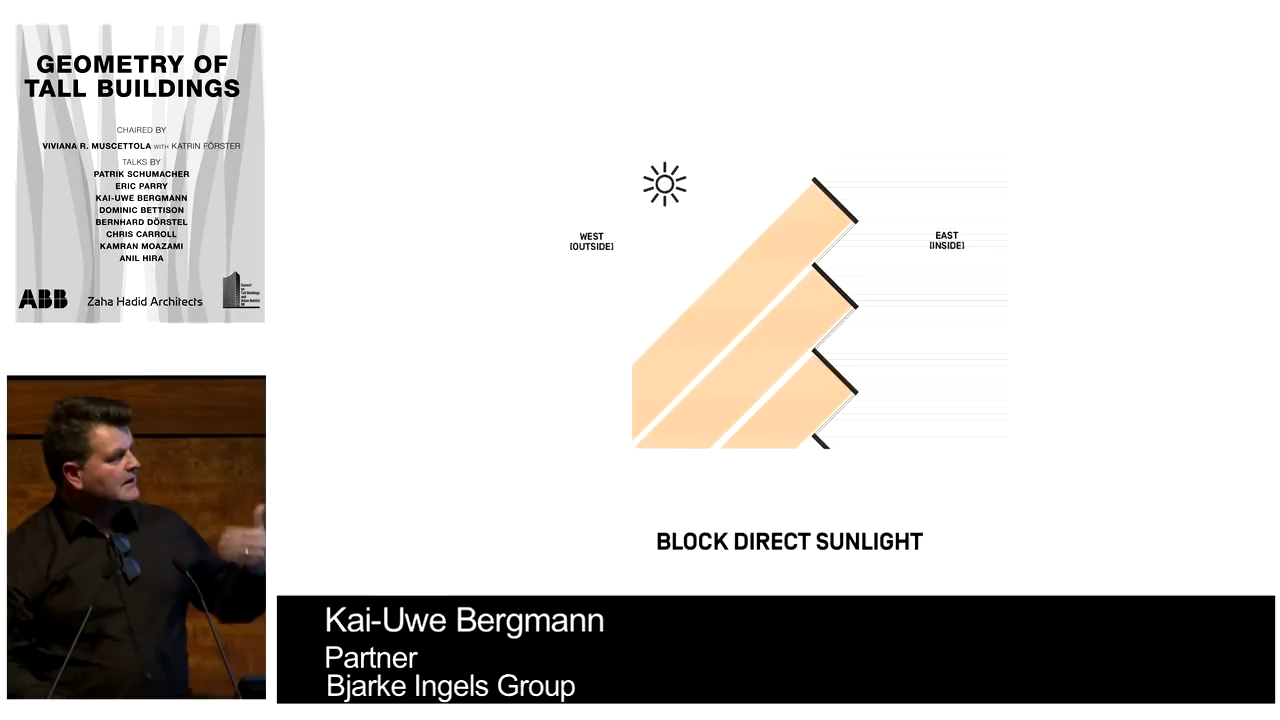 GEOMETRY OF
TALL BUILDINGS
CHAIRED BY
VIVIANA R. MUSCETTOLA WITH KATRIN FÖRSTER
TALKS BY
PATRIK SCHUMACHER
ERIC PARRY
KAI-UWE BERGMANN
DOMINIC BETTISON
BERNHARD DÖRSTEL
CHRIS CARROLL
KAMRAN MOAZAMI
ANIL HIRA
ABB
Zaha Hadid Architects
WEST
(OUTSIDE)
EAST
(INSIDE)
BLOCK DIRECT SUNLIGHT
Kai-Uwe Bergmann
Partner
Bjarke Ingels Group